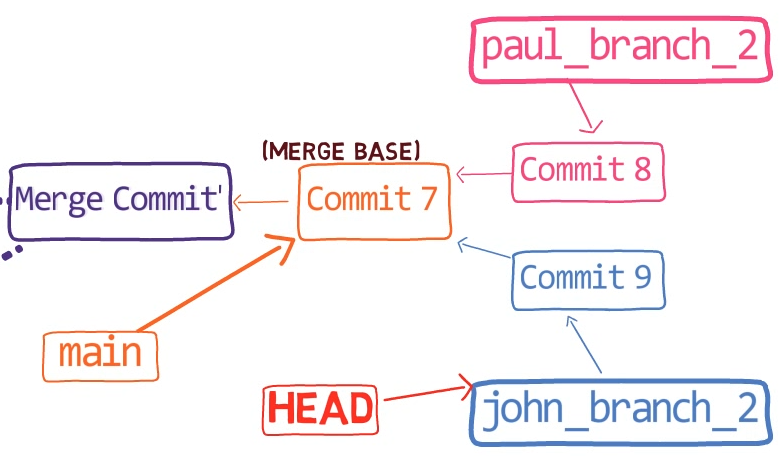 paul_branch_2
(MERGE BASE)
Commit 8
Merge Commit'
Commit 7
Commit 9
main
HEAD
john_branch_2